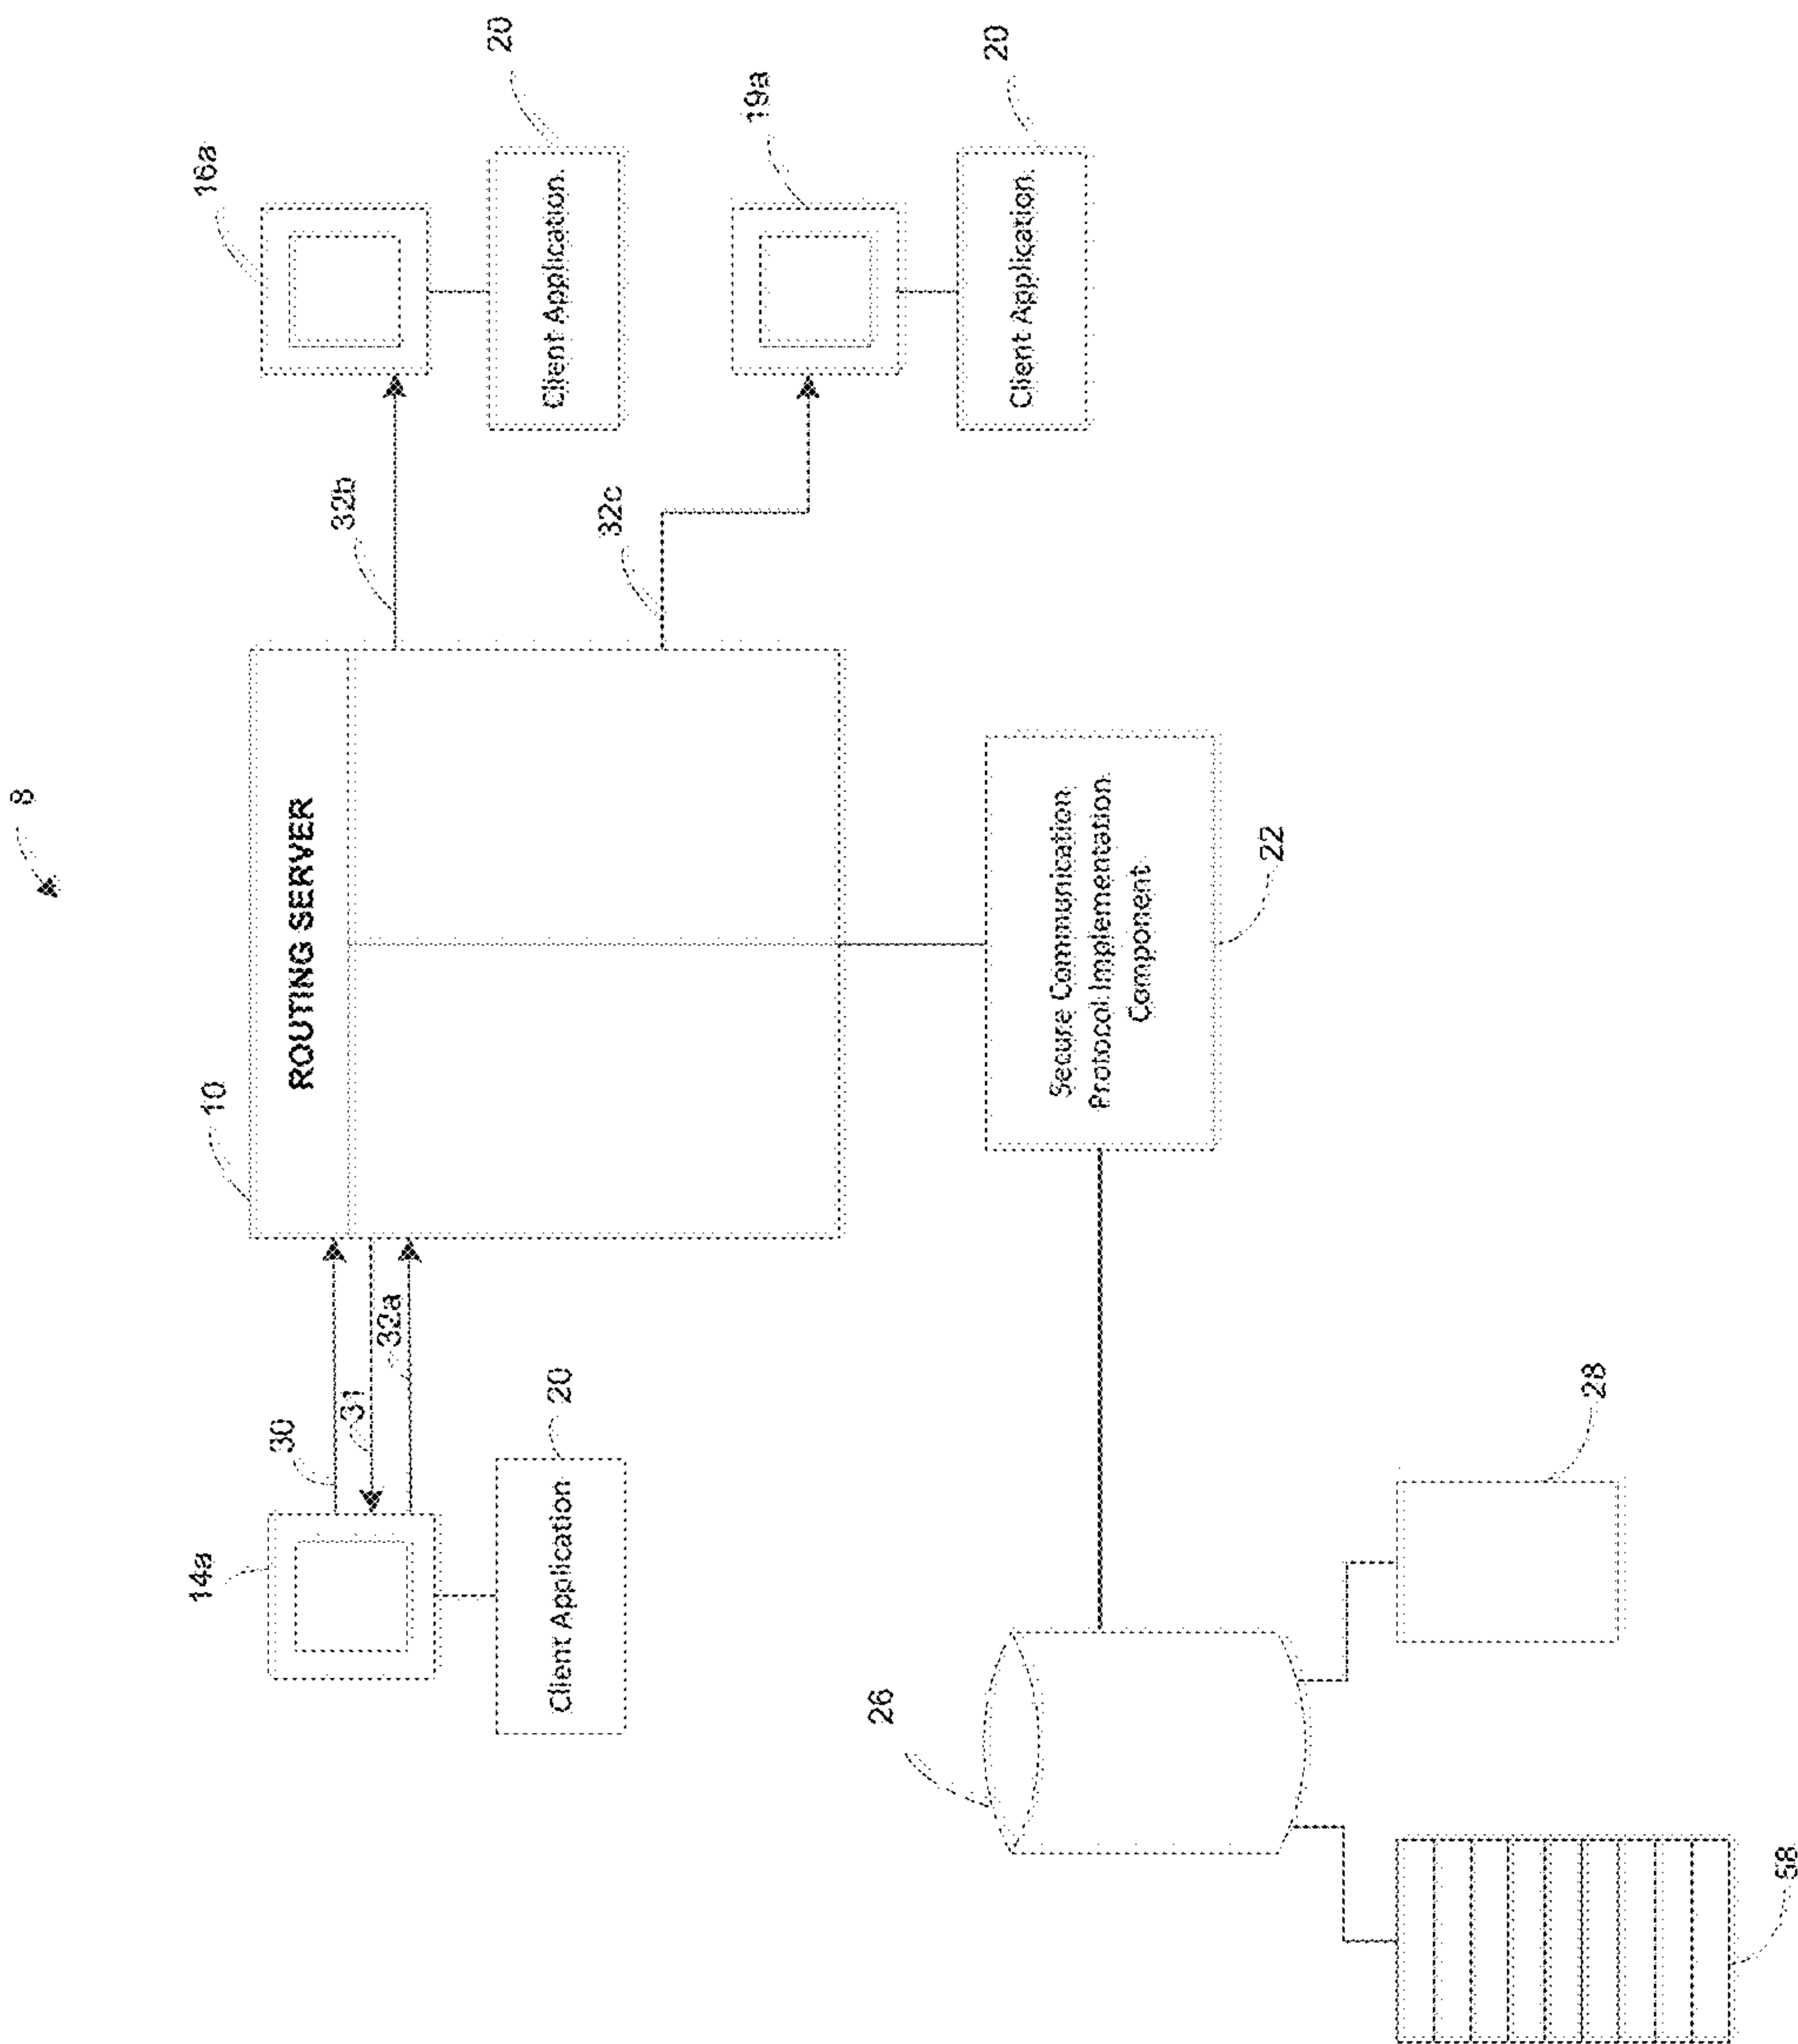 8
10
ROUTING SERVER
14a
30
31
32a
Client Application
20
32b
16a
Client Application
20
32c
19a
Client Application
20
Secure Communication
Protocol Implementation
Component
22
26
28
58